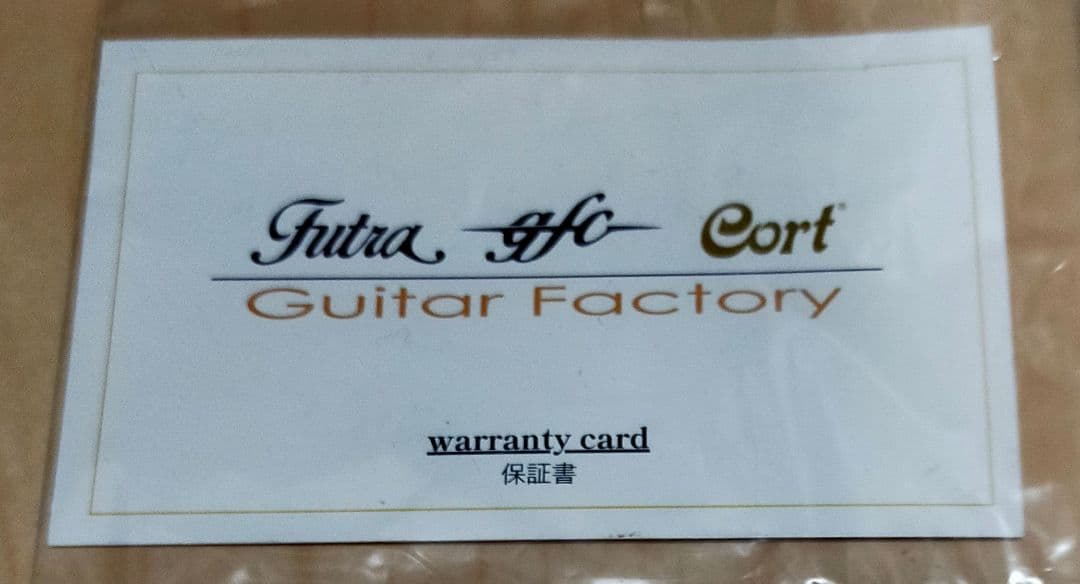 Futra gfc Cort
Guitar Factory
warranty card
保証書